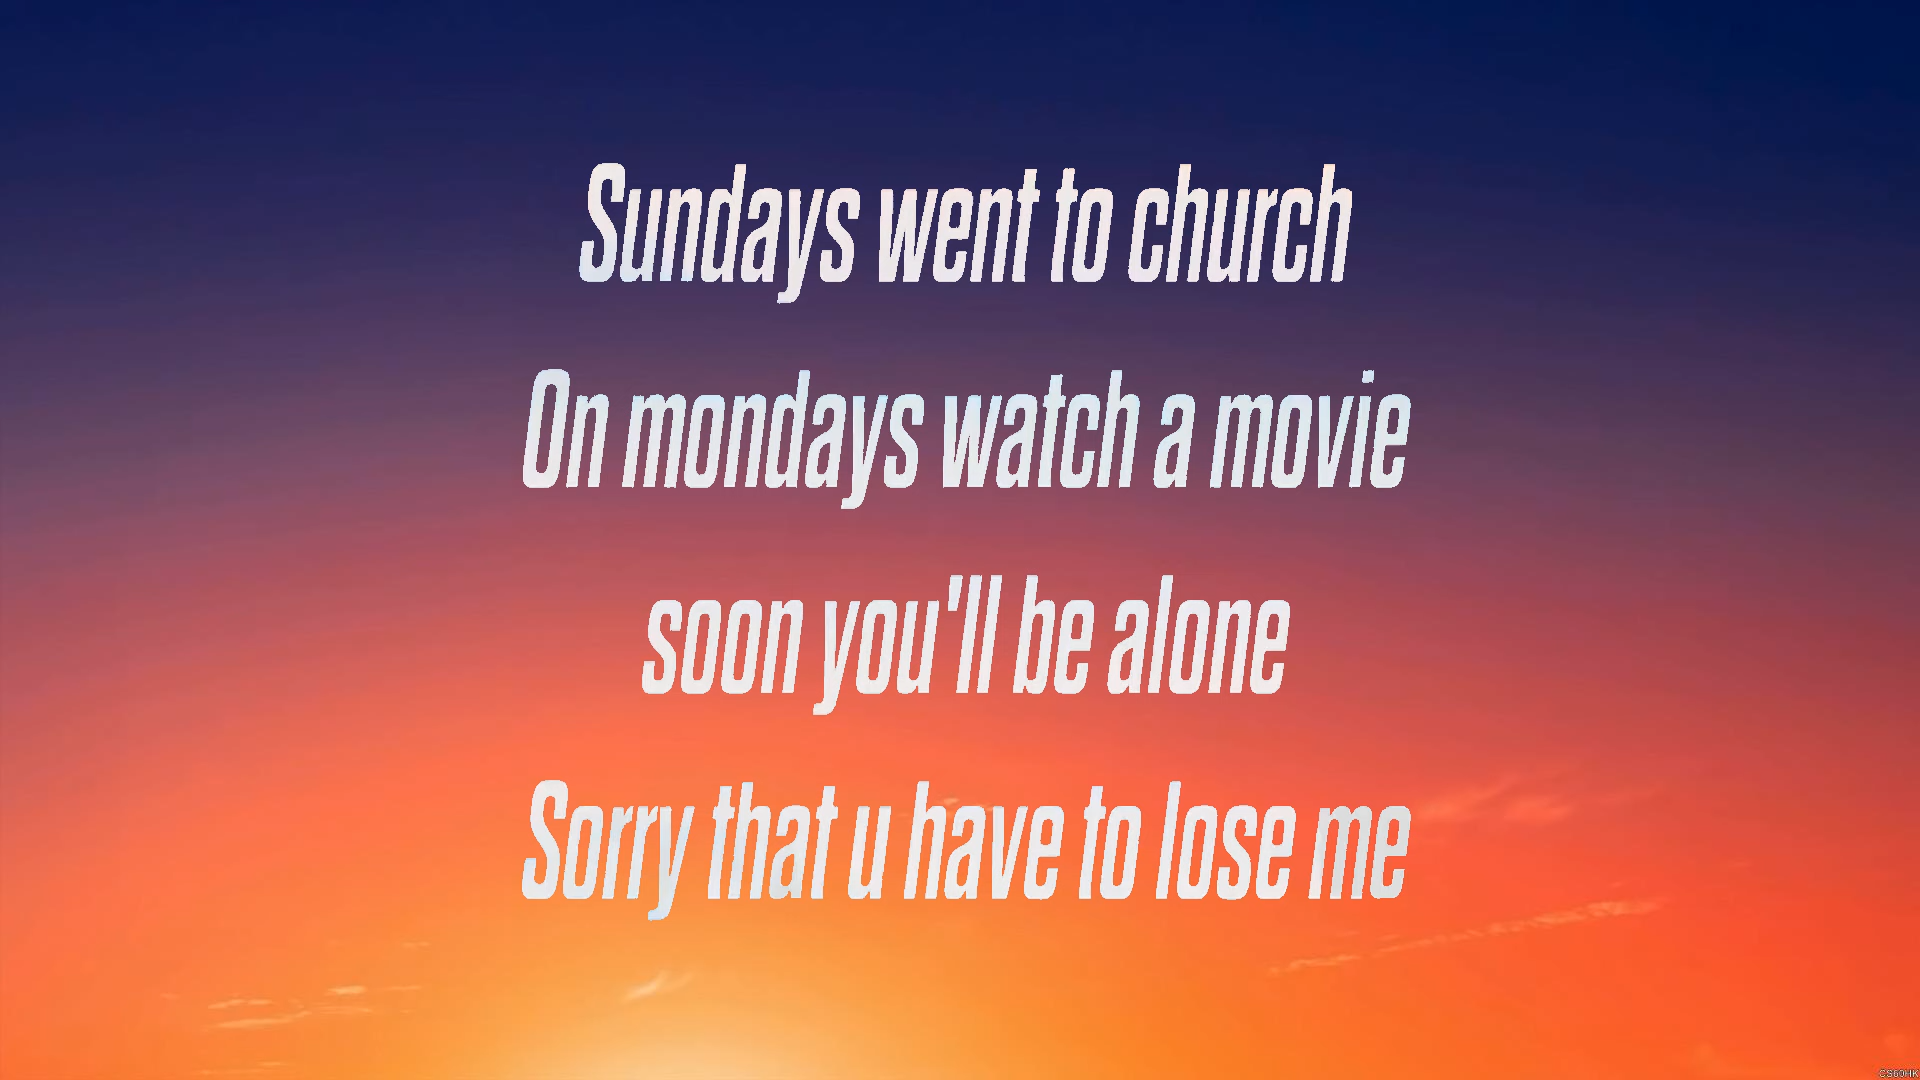 Sundays went to church
On mondays watch a movie
soon you'll be alone
Sorry that u have to lose me
CS60HK